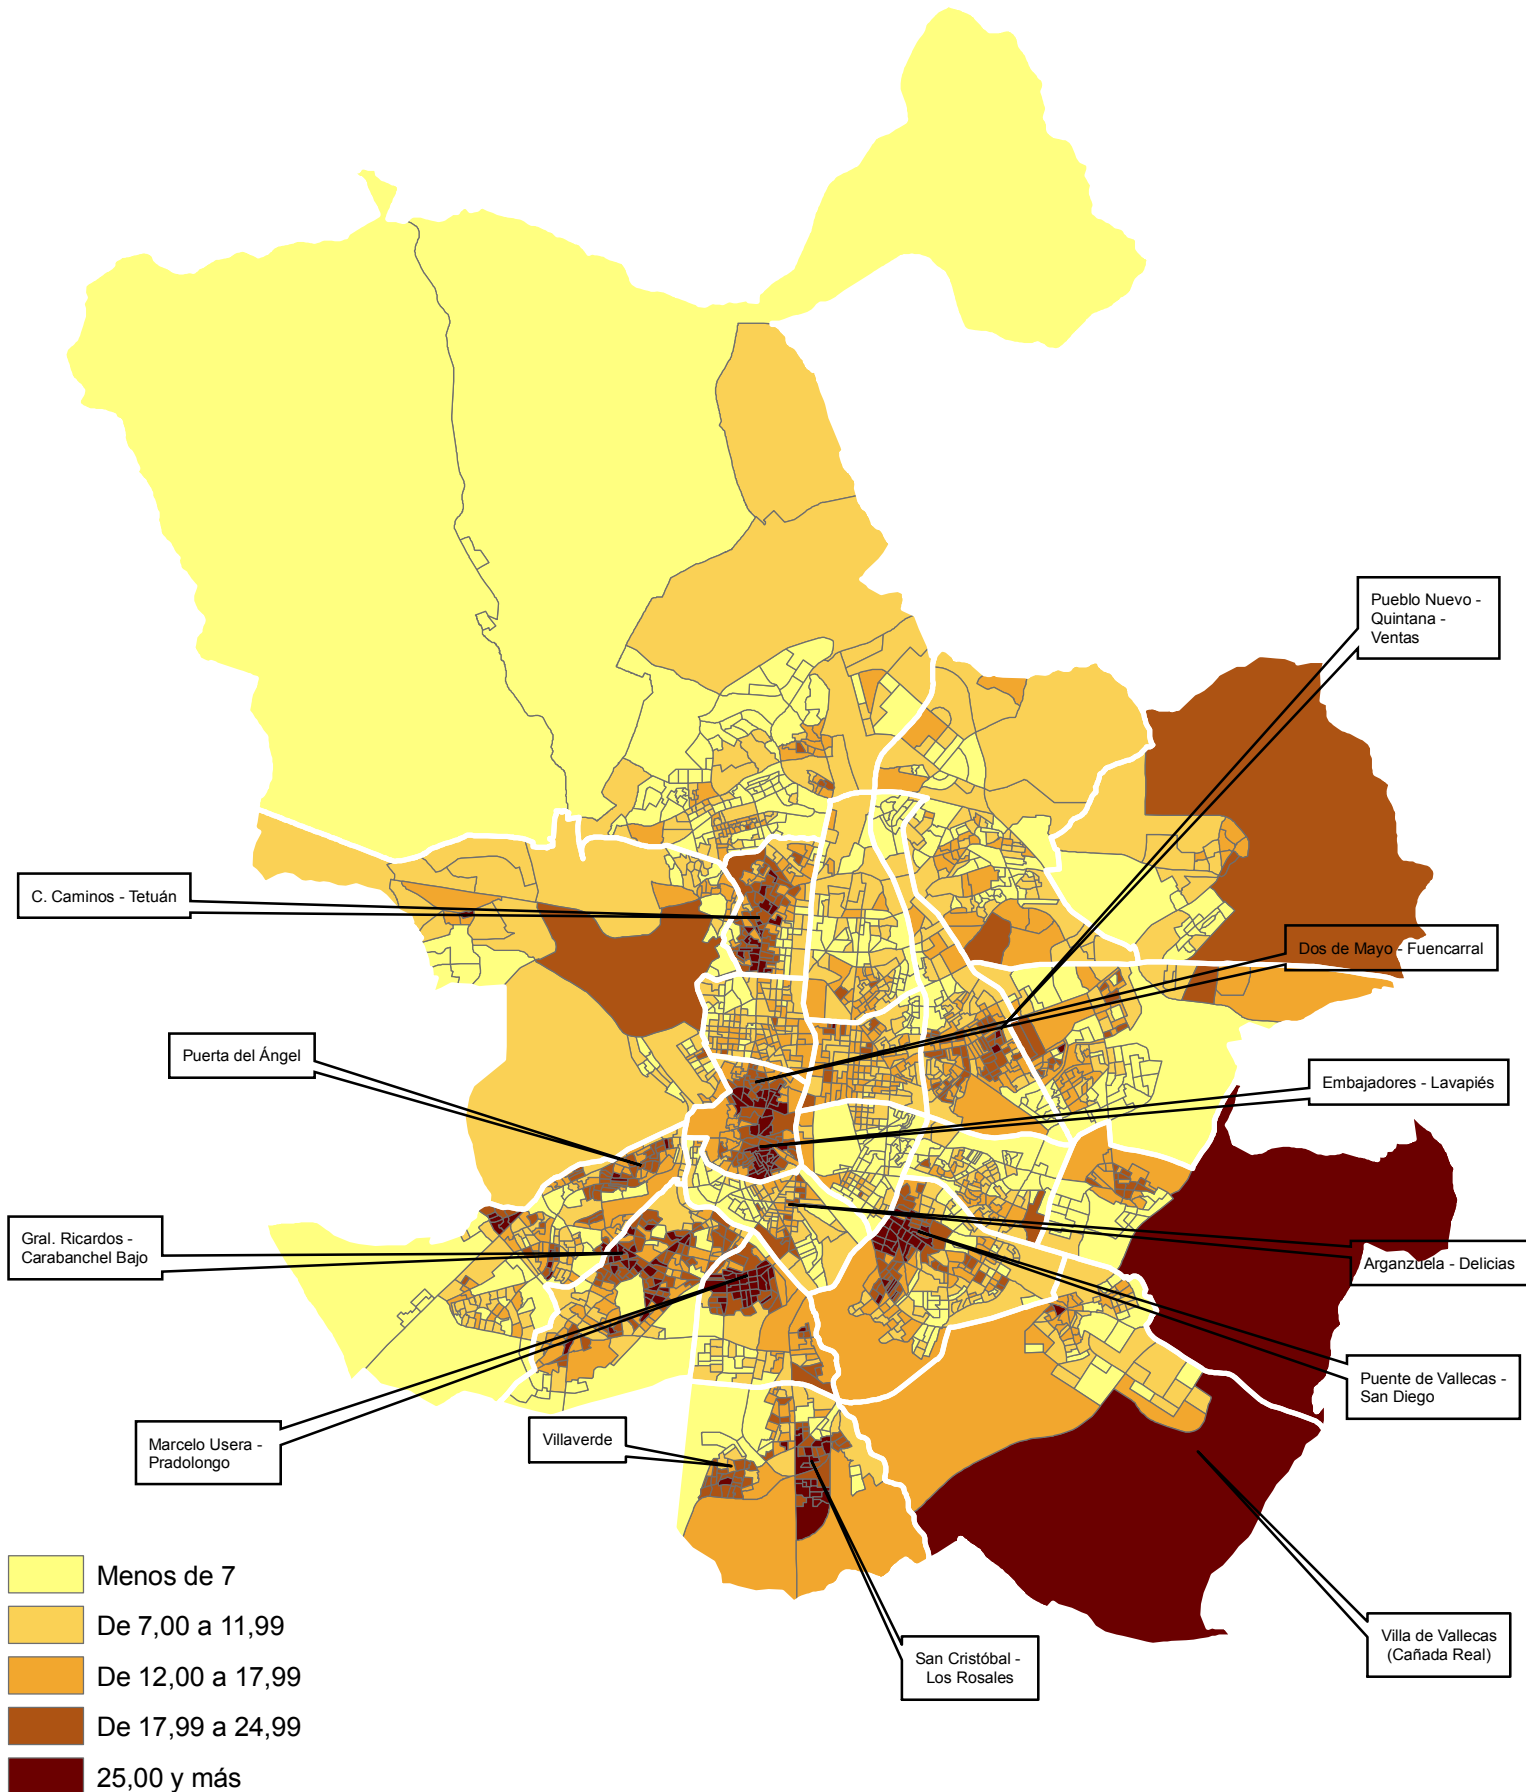 Pueblo Nuevo -
Quintana -
Ventas
C. Caminos - Tetuán
Dos de Mayo - Fuencarral
Puerta del Ángel
Embajadores - Lavapiés
Gral. Ricardos -
Carabanchel Bajo
Arganzuela - Delicias
Puente de Vallecas -
San Diego
Marcelo Usera -
Pradolongo
Villaverde
San Cristóbal -
Los Rosales
Villa de Vallecas
(Cañada Real)
Menos de 7
De 7,00 a 11,99
De 12,00 a 17,99
De 17,99 a 24,99
25,00 y más